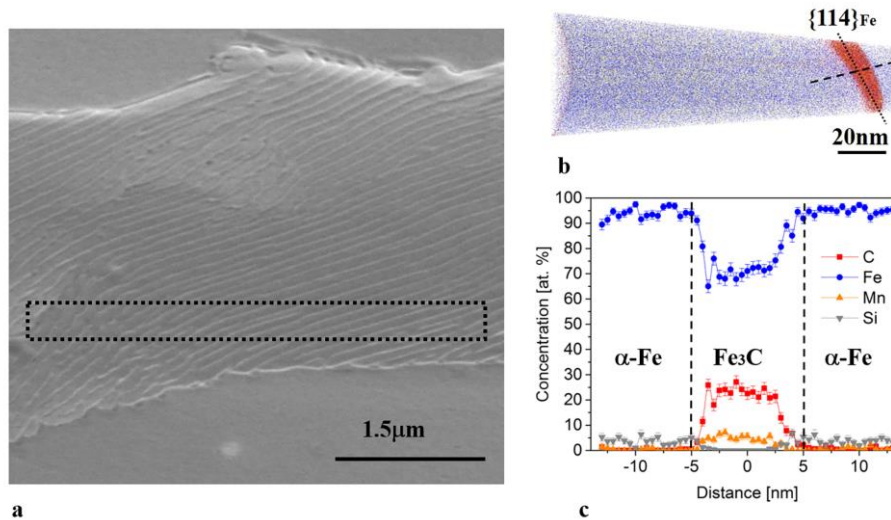 1.5μm
a
{114}Fe
20nm
b
100
90
80
70
60
50
40
30
20
10
0
Concentration [at. %]
C
Fe
Mn
Si
α-Fe
Fe₃C
α-Fe
-10
-5
0
5
10
Distance [nm]
c